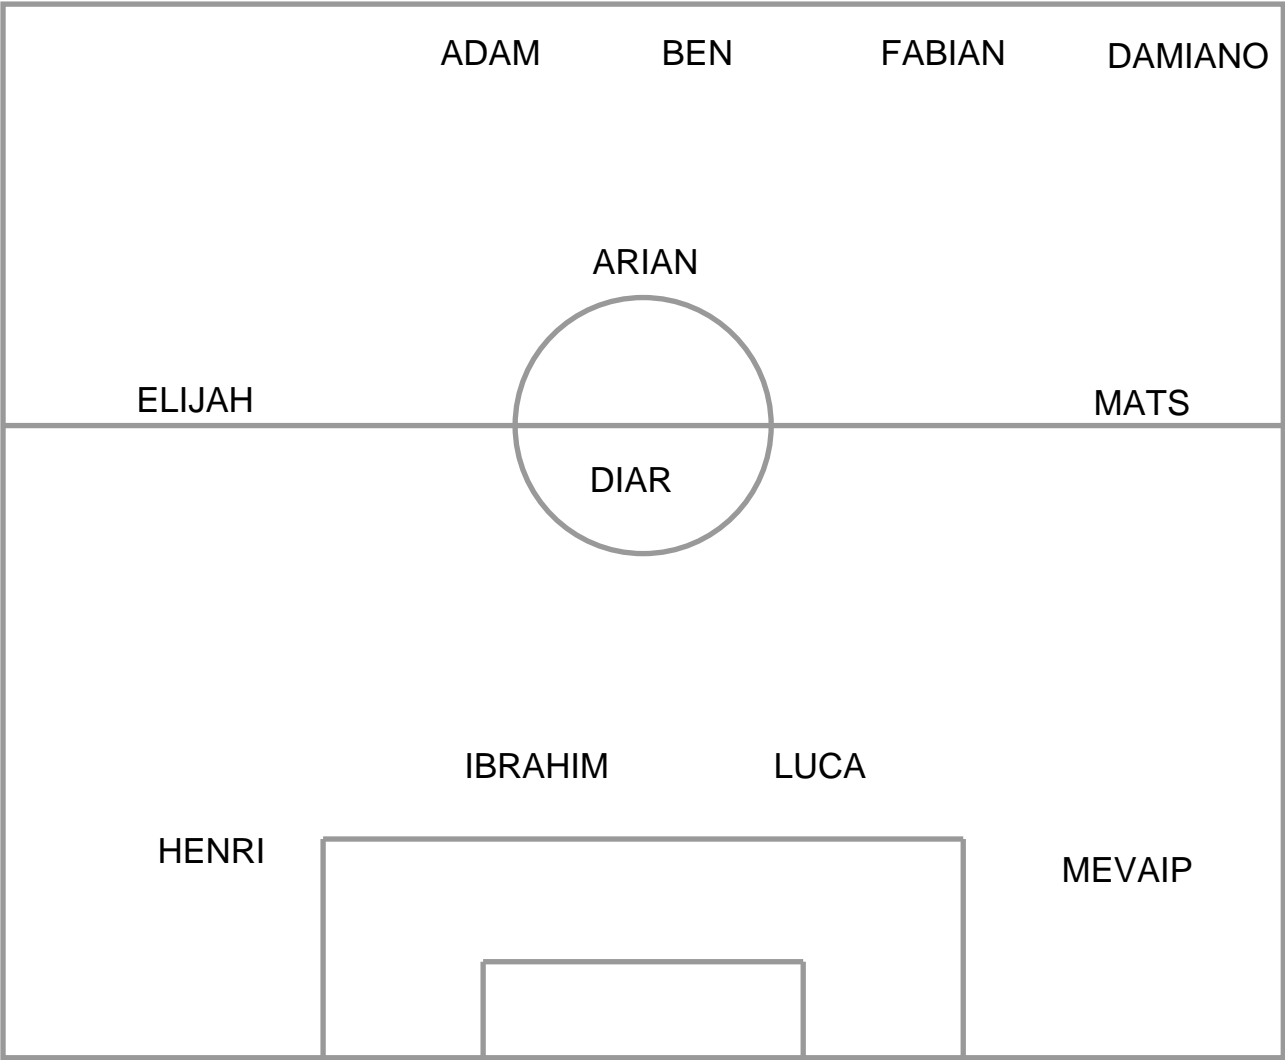 ADAM BEN FABIAN DAMIANO
ARIAN
ELIJAH MATS
DIAR
IBRAHIM LUCA
HENRI MEVAIP